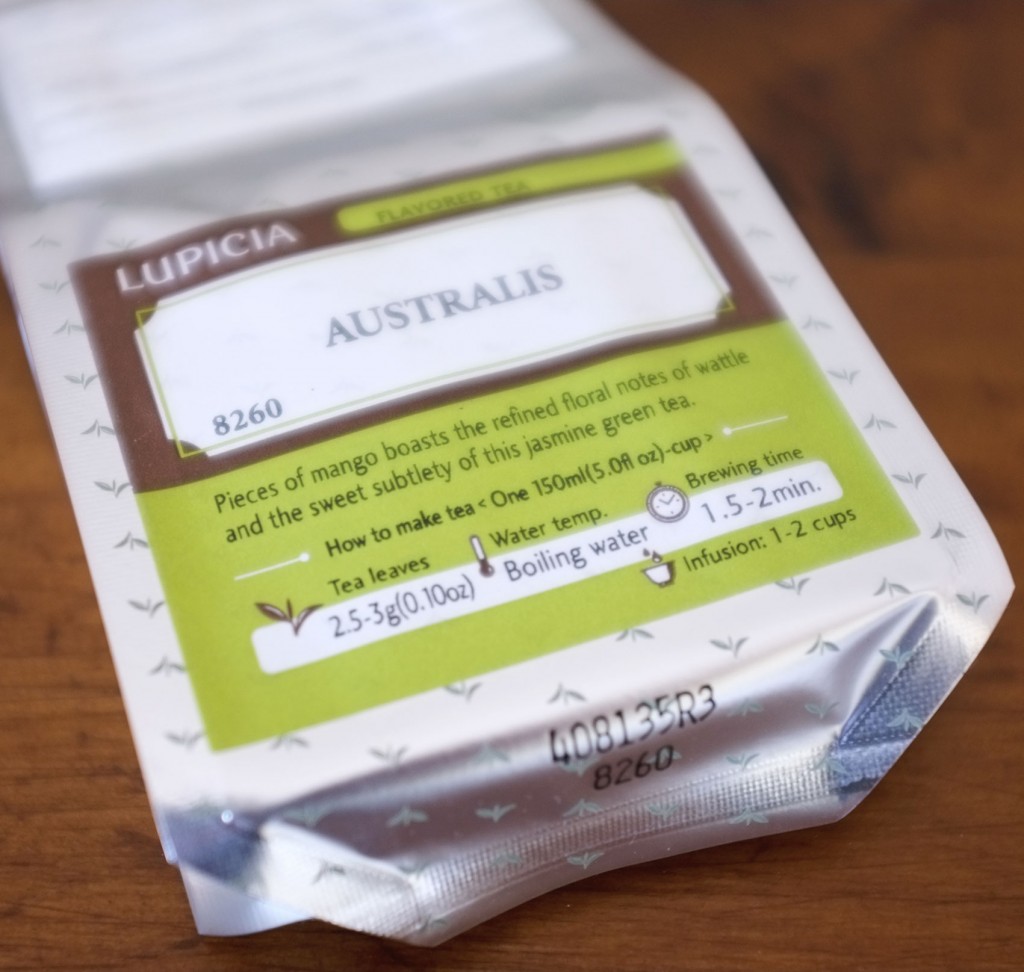 FLAVORED TEA
LUPICIA
AUSTRALIS
8260
Pieces of mango boasts the refined floral notes of wattle
and the sweet subtlety of this jasmine green tea.
How to make tea < One 150ml(5.0fl oz)-cup >
Tea leaves
2.5-3g(0.10oz)
Water temp.
Boiling water
Brewing time
1.5-2min.
Infusion: 1-2 cups
408135R3
8260